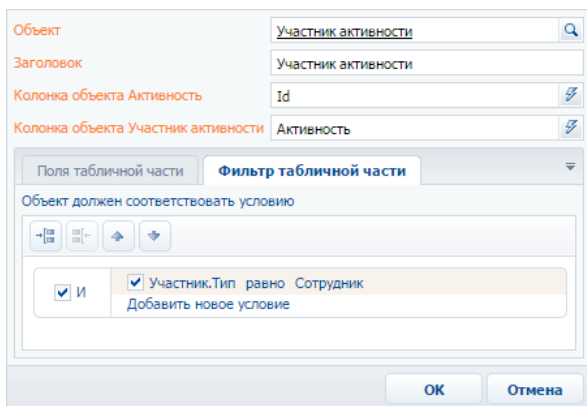 Объект Участник активности
Заголовок Участник активности
Колонка объекта Активность Id
Колонка объекта Участник активности Активность
Поля табличной части Фильтр табличной части
Объект должен соответствовать условию
И Участник.Тип равно Сотрудник
Добавить новое условие
ОК Отмена